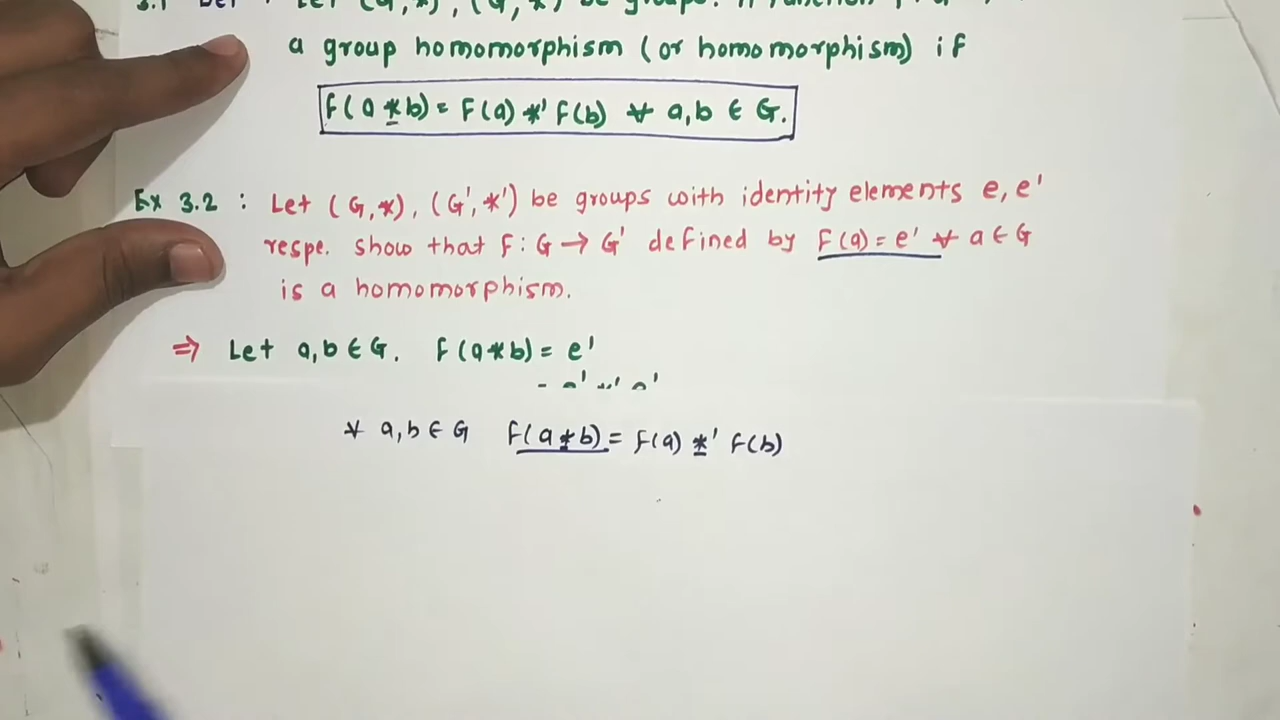 a group homomorphism (or homomorphism) if
f(a * b) = f(a) *' f(b) ∀ a,b ∈ G.
Ex 3.2 : Let (G,*), (G',*') be groups with identity elements e, e'
respe. show that f : G → G' defined by f(a) = e' ∀ a ∈ G
is a homomorphism.
⇒ Let a,b ∈ G. f(a*b) = e'
∀ a,b ∈ G f(a*b) = f(a) *' f(b)